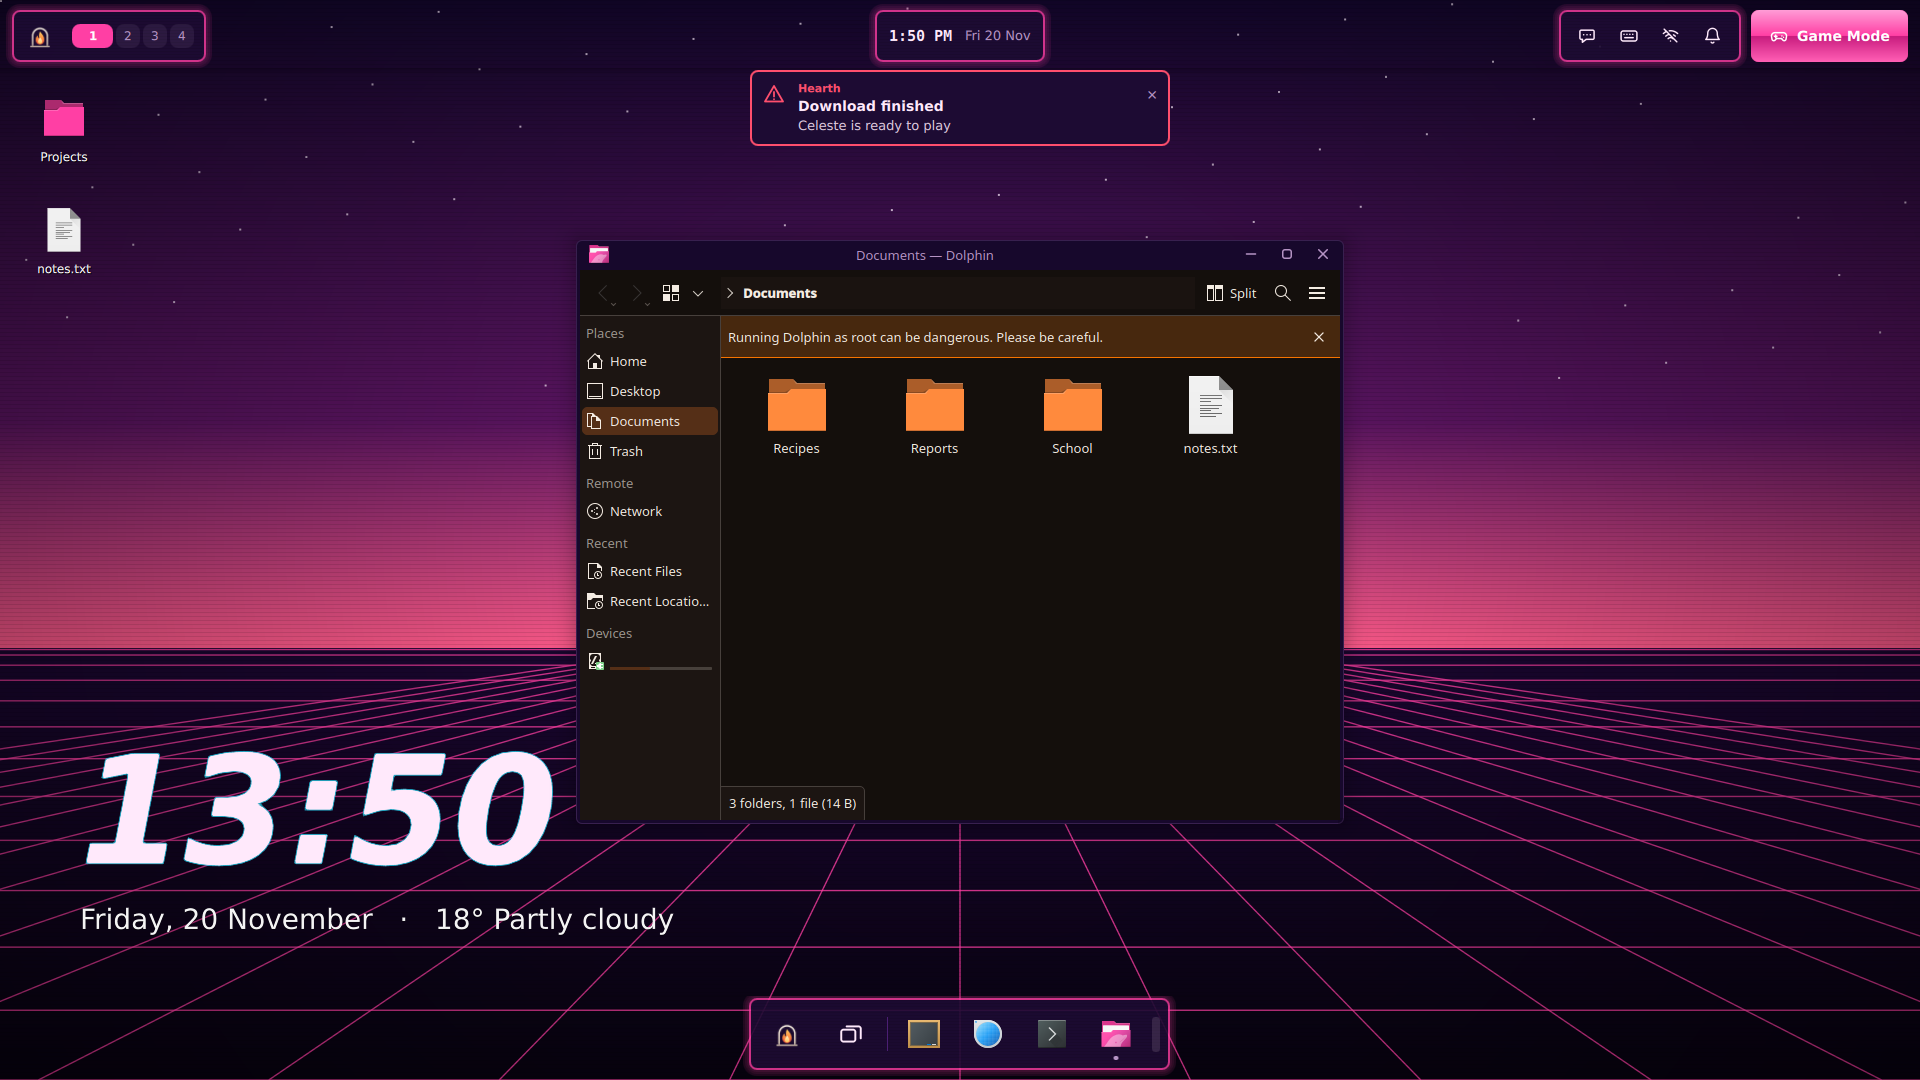 1 2 3 4
1:50 PM Fri 20 Nov
Game Mode
Hearth
Download finished
Celeste is ready to play
Projects
notes.txt
Documents — Dolphin
Documents
Split
Places
Home
Desktop
Documents
Trash
Remote
Network
Recent
Recent Files
Recent Locatio...
Devices
Running Dolphin as root can be dangerous. Please be careful.
Recipes
Reports
School
notes.txt
3 folders, 1 file (14 B)
13:50
Friday, 20 November · 18° Partly cloudy